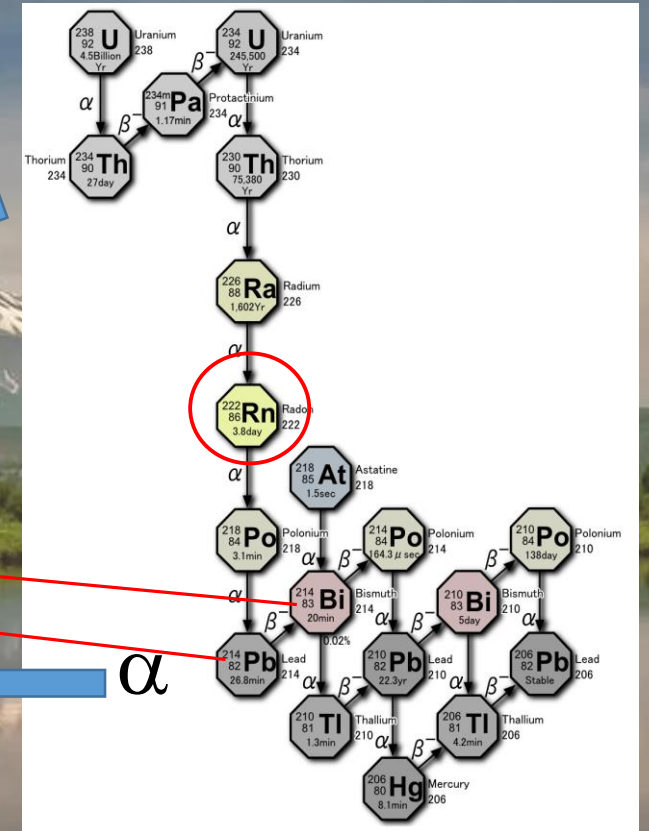 238
92 U
4.5Billion
Yr
Uranium
238
234
92 U
245,500
Yr
Uranium
234
β⁻
α
234m
91 Pa
1.17min
Protactinium
234
β⁻
α
Thorium
234
234
90 Th
27day
230
90 Th
75,380
Yr
Thorium
230
α
226
88 Ra
1,602Yr
Radium
226
α
222
86 Rn
3.8day
Radon
222
α
218
85 At
1.5sec
Astatine
218
218
84 Po
3.1min
Polonium
218
α
β⁻
214
84 Po
164.3 μ sec
Polonium
214
β⁻
210
84 Po
138day
Polonium
210
α
β⁻
214
83 Bi
20min
Bismuth
214
0.02%
α
β⁻
210
83 Bi
5day
Bismuth
210
α
214
82 Pb
26.8min
Lead
214
α
α
β⁻
210
82 Pb
22.3yr
Lead
210
α
β⁻
206
82 Pb
Stable
Lead
206
210
81 Tl
1.3min
Thallium
210
α
β⁻
206
81 Tl
4.2min
Thallium
206
206
80 Hg
8.1min
Mercury
206